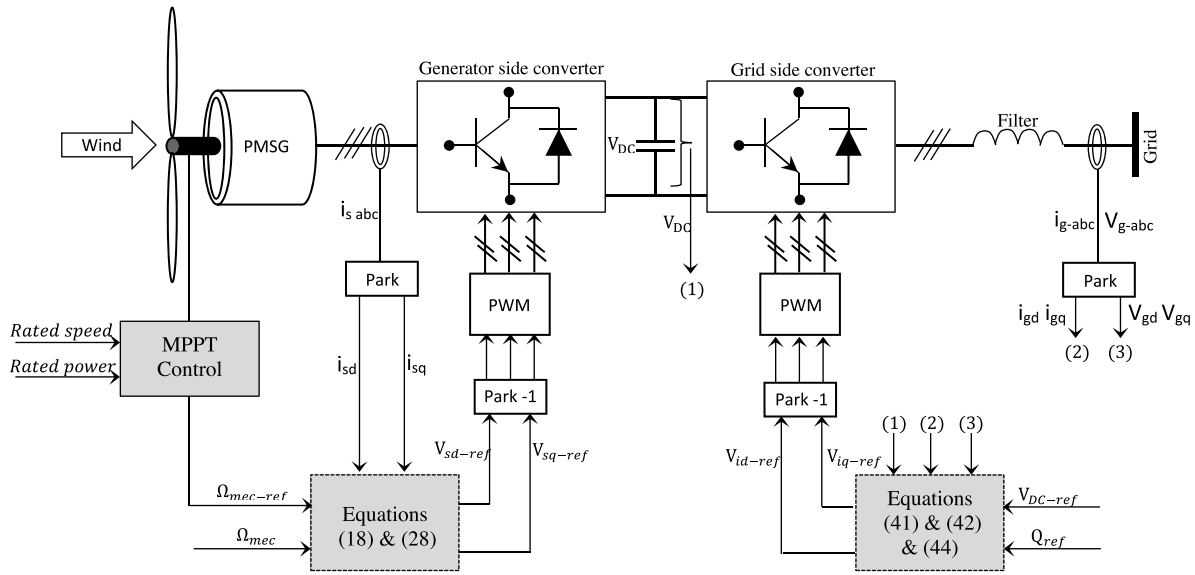 Generator side converter
Grid side converter
Wind
PMSG
V_DC
Filter
Grid
i_s abc
V_DC
i_g-abc V_g-abc
Park
Park
PWM
PWM
(1)
i_gd i_gq
V_gd V_gq
(2)
(3)
Rated speed
Rated power
MPPT
Control
i_sd
i_sq
Park -1
Park -1
(1)
(2)
(3)
V_sd−ref
V_sq−ref
V_id−ref
V_iq−ref
Ω_mec−ref
Ω_mec
Equations
(18) & (28)
Equations
(41) & (42)
& (44)
V_DC−ref
Q_ref